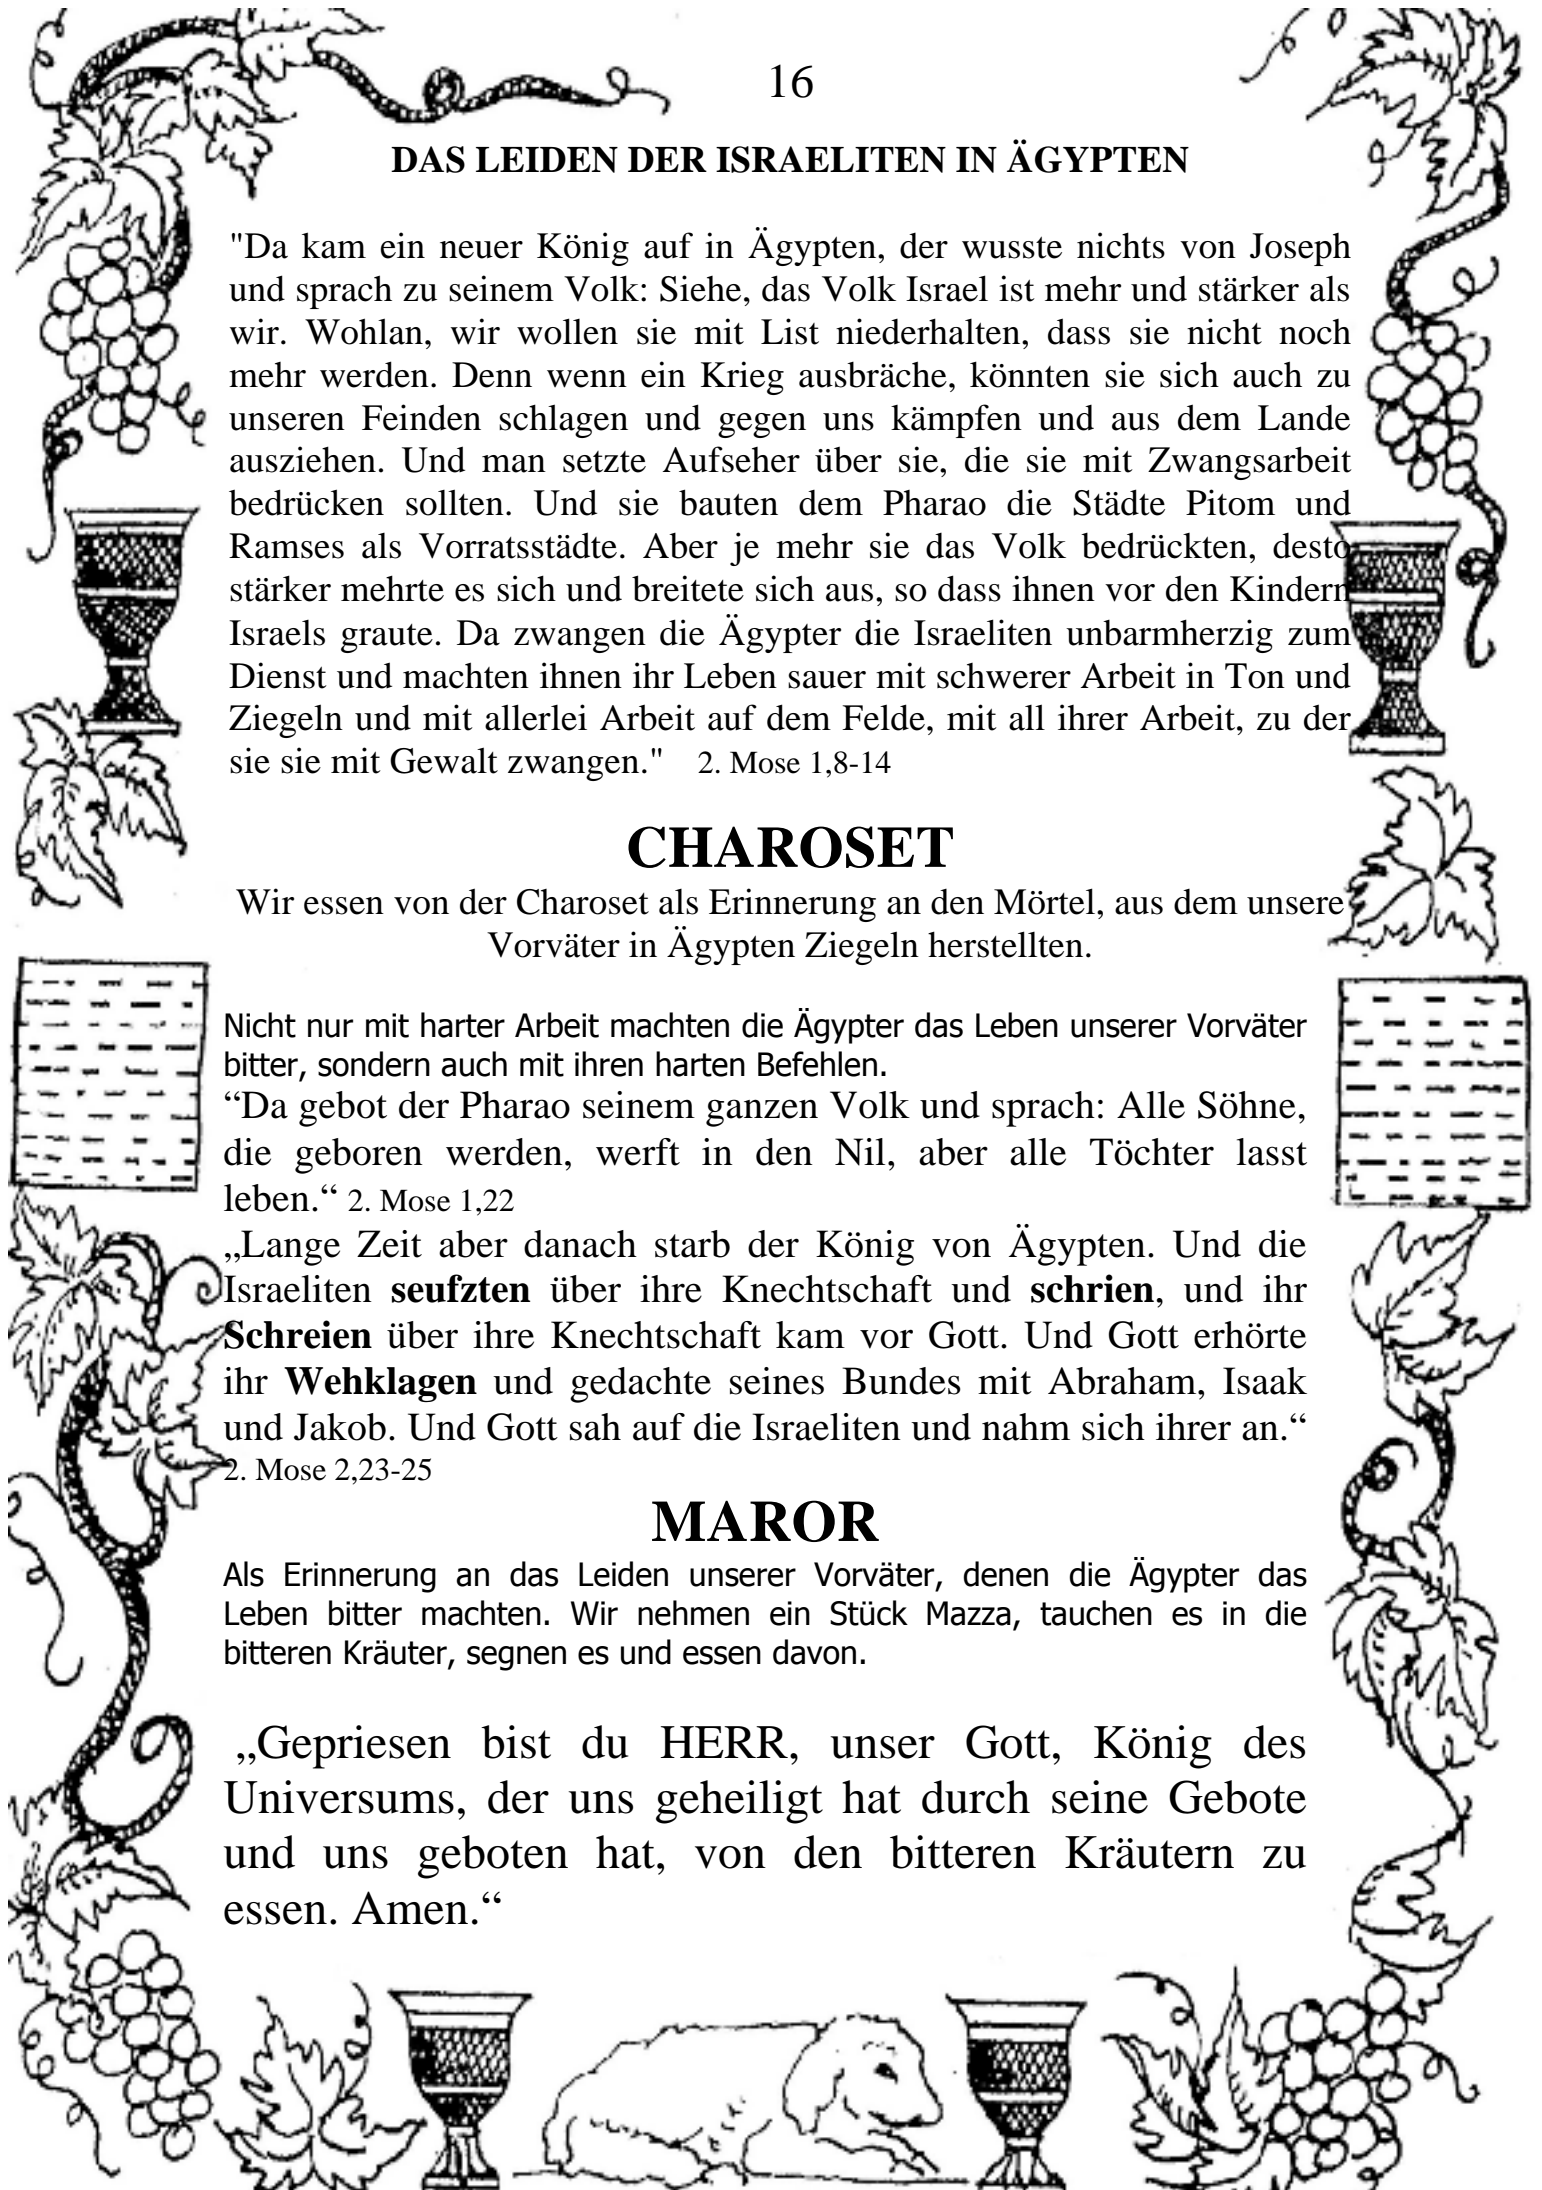 16
DAS LEIDEN DER ISRAELITEN IN ÄGYPTEN
"Da kam ein neuer König auf in Ägypten, der wusste nichts von Joseph
und sprach zu seinem Volk: Siehe, das Volk Israel ist mehr und stärker als
wir. Wohlan, wir wollen sie mit List niederhalten, dass sie nicht noch
mehr werden. Denn wenn ein Krieg ausbräche, könnten sie sich auch zu
unseren Feinden schlagen und gegen uns kämpfen und aus dem Lande
ausziehen. Und man setzte Aufseher über sie, die sie mit Zwangsarbeit
bedrücken sollten. Und sie bauten dem Pharao die Städte Pitom und
Ramses als Vorratsstädte. Aber je mehr sie das Volk bedrückten, desto
stärker mehrte es sich und breitete sich aus, so dass ihnen vor den Kindern
Israels graute. Da zwangen die Ägypter die Israeliten unbarmherzig zum
Dienst und machten ihnen ihr Leben sauer mit schwerer Arbeit in Ton und
Ziegeln und mit allerlei Arbeit auf dem Felde, mit all ihrer Arbeit, zu der
sie sie mit Gewalt zwangen." 2. Mose 1,8-14
CHAROSET
Wir essen von der Charoset als Erinnerung an den Mörtel, aus dem unsere
Vorväter in Ägypten Ziegeln herstellten.
Nicht nur mit harter Arbeit machten die Ägypter das Leben unserer Vorväter
bitter, sondern auch mit ihren harten Befehlen.
“Da gebot der Pharao seinem ganzen Volk und sprach: Alle Söhne,
die geboren werden, werft in den Nil, aber alle Töchter lasst
leben.“ 2. Mose 1,22
„Lange Zeit aber danach starb der König von Ägypten. Und die
Israeliten seufzten über ihre Knechtschaft und schrien, und ihr
Schreien über ihre Knechtschaft kam vor Gott. Und Gott erhörte
ihr Wehklagen und gedachte seines Bundes mit Abraham, Isaak
und Jakob. Und Gott sah auf die Israeliten und nahm sich ihrer an.“
2. Mose 2,23-25
MAROR
Als Erinnerung an das Leiden unserer Vorväter, denen die Ägypter das
Leben bitter machten. Wir nehmen ein Stück Mazza, tauchen es in die
bitteren Kräuter, segnen es und essen davon.
„Gepriesen bist du HERR, unser Gott, König des
Universums, der uns geheiligt hat durch seine Gebote
und uns geboten hat, von den bitteren Kräutern zu
essen. Amen.“